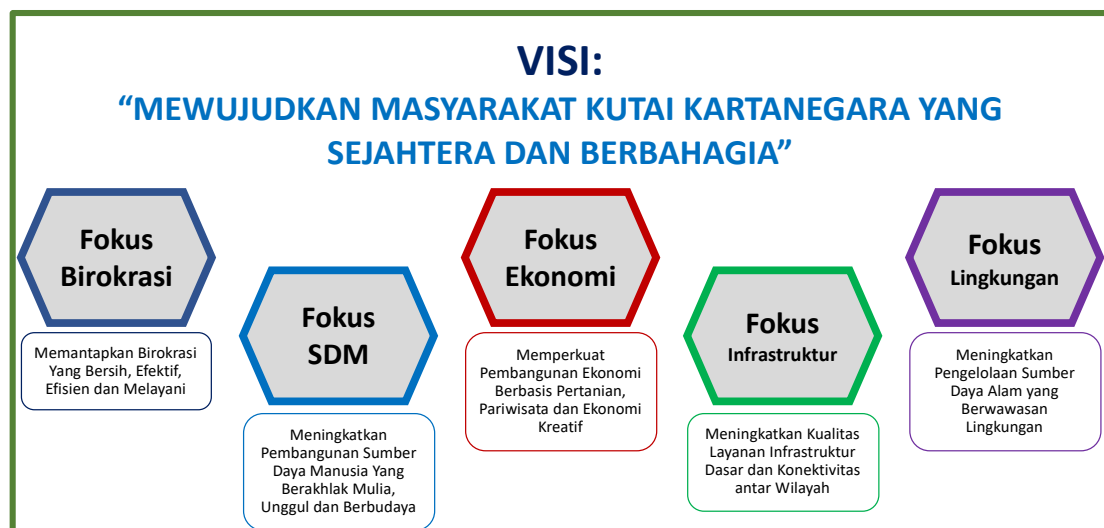 VISI:
“MEWUJUDKAN MASYARAKAT KUTAI KARTANEGARA YANG
SEJAHTERA DAN BERBAHAGIA”
Fokus
Birokrasi
Memantapkan Birokrasi
Yang Bersih, Efektif,
Efisien dan Melayani
Fokus
SDM
Meningkatkan
Pembangunan Sumber
Daya Manusia Yang
Berakhlak Mulia,
Unggul dan Berbudaya
Fokus
Ekonomi
Memperkuat
Pembangunan Ekonomi
Berbasis Pertanian,
Pariwisata dan Ekonomi
Kreatif
Fokus
Infrastruktur
Meningkatkan Kualitas
Layanan Infrastruktur
Dasar dan Konektivitas
antar Wilayah
Fokus
Lingkungan
Meningkatkan
Pengelolaan Sumber
Daya Alam yang
Berwawasan
Lingkungan